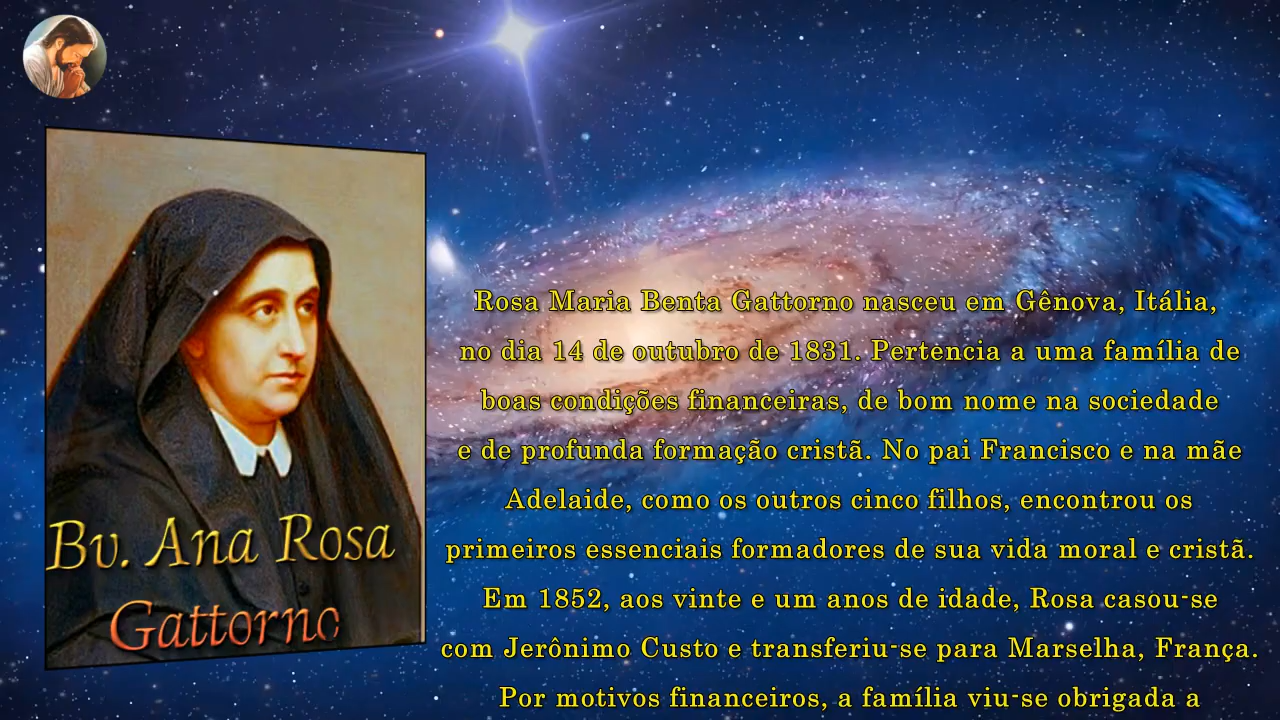 Bv. Ana Rosa
Gattorno
Rosa Maria Benta Gattorno nasceu em Gênova, Itália,
no dia 14 de outubro de 1831. Pertencia a uma família de
boas condições financeiras, de bom nome na sociedade
e de profunda formação cristã. No pai Francisco e na mãe
Adelaide, como os outros cinco filhos, encontrou os
primeiros essenciais formadores de sua vida moral e cristã.
Em 1852, aos vinte e um anos de idade, Rosa casou-se
com Jerônimo Custo e transferiu-se para Marselha, França.
Por motivos financeiros, a família viu-se obrigada a